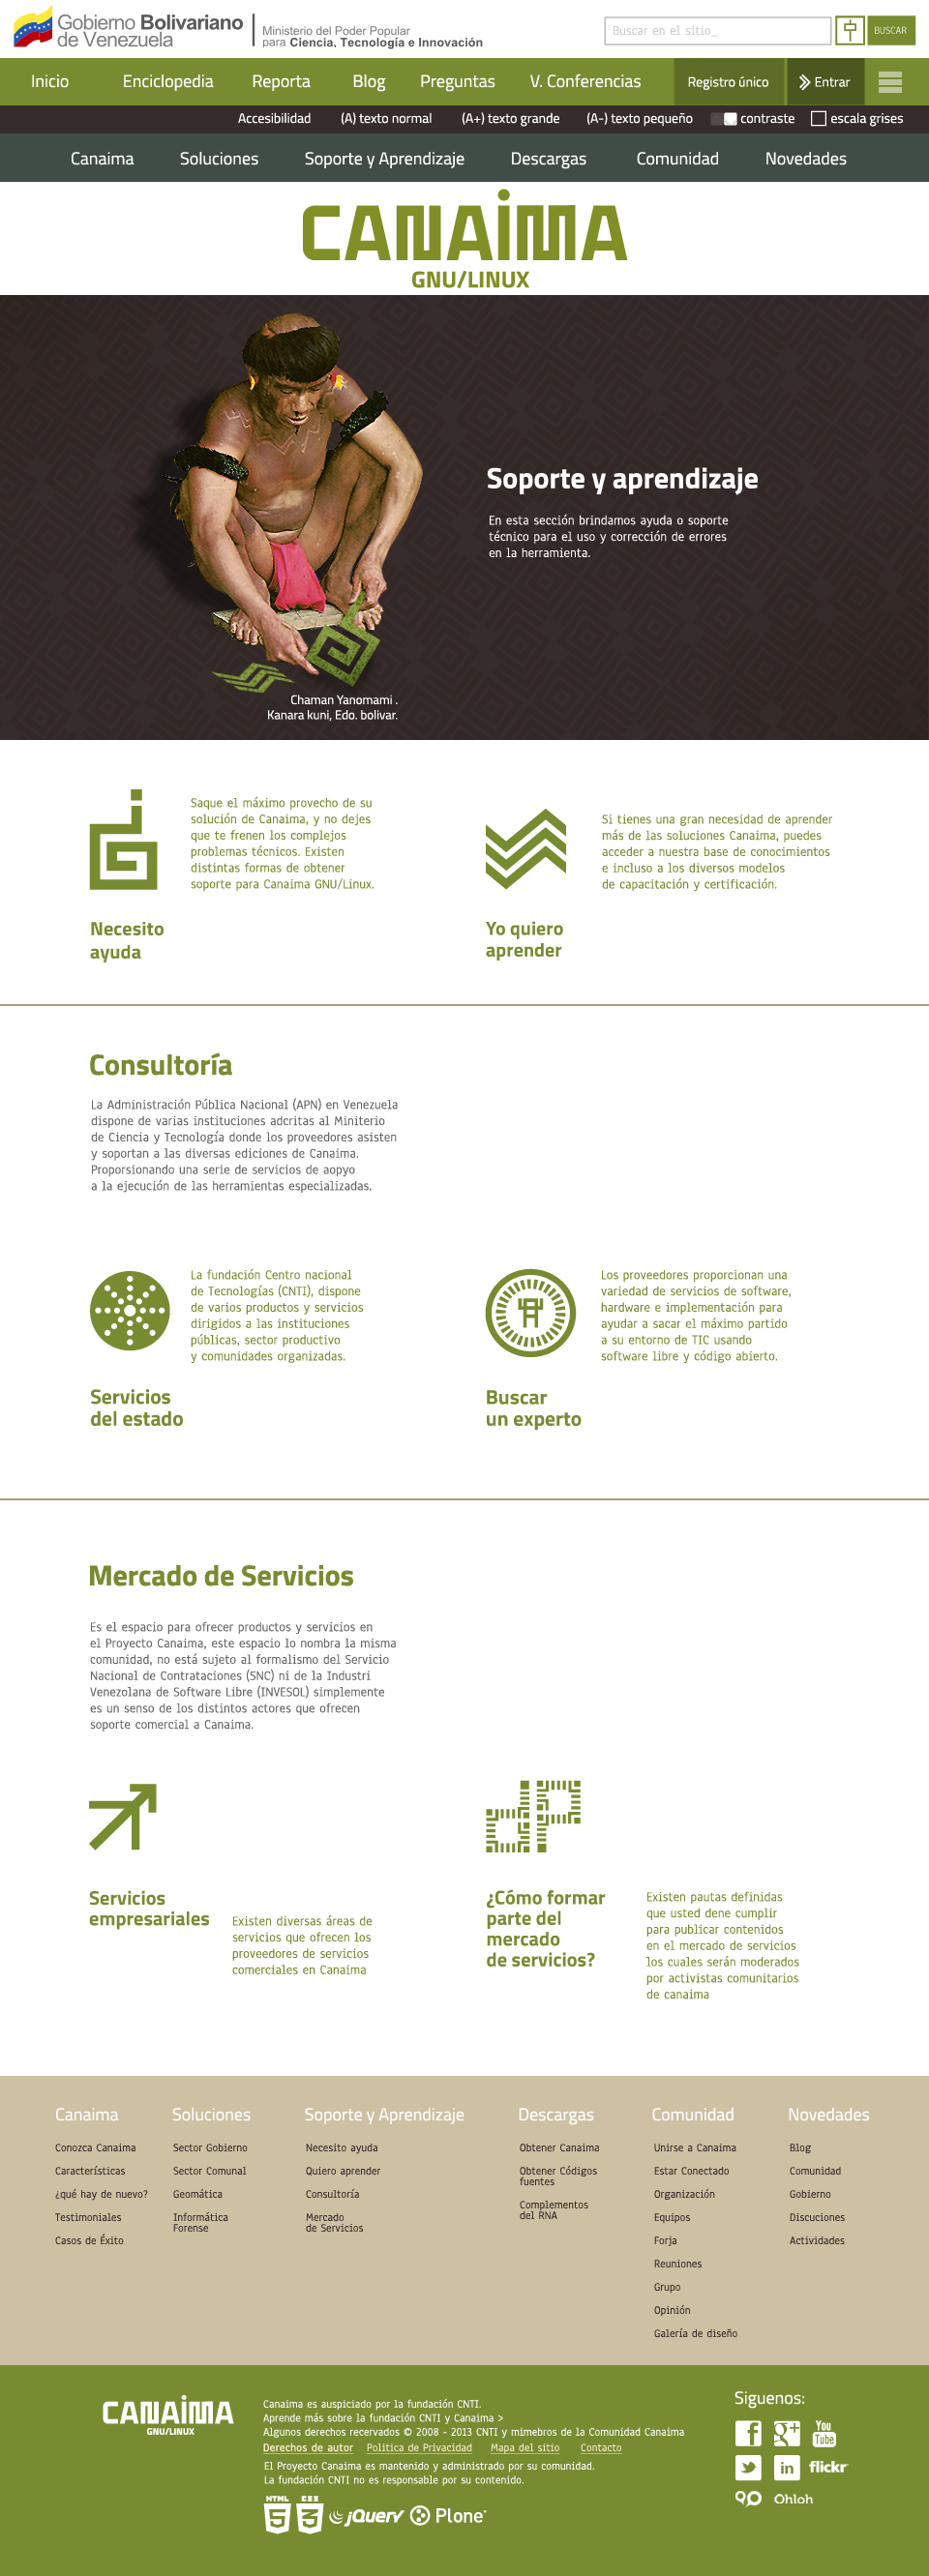 Gobierno Bolivariano
de Venezuela
Ministerio del Poder Popular
para Ciencia, Tecnología e Innovación
Buscar en el sitio_
BUSCAR
Inicio Enciclopedia Reporta Blog Preguntas V. Conferencias Registro único Entrar
Accesibilidad (A) texto normal (A+) texto grande (A-) texto pequeño contraste escala grises
Canaima Soluciones Soporte y Aprendizaje Descargas Comunidad Novedades
CANAIMA
GNU/LINUX
Soporte y aprendizaje
En esta sección brindamos ayuda o soporte
técnico para el uso y corrección de errores
en la herramienta.
Chaman Yanomami .
Kanara kuni, Edo. bolivar.
Saque el máximo provecho de su
solución de Canaima, y no dejes
que te frenen los complejos
problemas técnicos. Existen
distintas formas de obtener
soporte para Canaima GNU/Linux.
Necesito
ayuda
Si tienes una gran necesidad de aprender
más de las soluciones Canaima, puedes
acceder a nuestra base de conocimientos
e incluso a los diversos modelos
de capacitación y certificación.
Yo quiero
aprender
Consultoría
La Administración Pública Nacional (APN) en Venezuela
dispone de varias instituciones adcritas al Miniterio
de Ciencia y Tecnología donde los proveedores asisten
y soportan a las diversas ediciones de Canaima.
Proporsionando una serie de servicios de aopyo
a la ejecución de las herramientas especializadas.
La fundación Centro nacional
de Tecnologías (CNTI), dispone
de varios productos y servicios
dirigidos a las instituciones
públicas, sector productivo
y comunidades organizadas.
Servicios
del estado
Los proveedores proporcionan una
variedad de servicios de software,
hardware e implementación para
ayudar a sacar el máximo partido
a su entorno de TIC usando
software libre y código abierto.
Buscar
un experto
Mercado de Servicios
Es el espacio para ofrecer productos y servicios en
el Proyecto Canaima, este espacio lo nombra la misma
comunidad, no está sujeto al formalismo del Servicio
Nacional de Contrataciones (SNC) ni de la Industri
Venezolana de Software Libre (INVESOL) simplemente
es un senso de los distintos actores que ofrecen
soporte comercial a Canaima.
Servicios
empresariales
Existen diversas áreas de
servicios que ofrecen los
proveedores de servicios
comerciales en Canaima
¿Cómo formar
parte del
mercado
de servicios?
Existen pautas definidas
que usted dene cumplir
para publicar contenidos
en el mercado de servicios
los cuales serán moderados
por activistas comunitarios
de canaima
Canaima
Conozca Canaima
Características
¿qué hay de nuevo?
Testimoniales
Casos de Éxito
Soluciones
Sector Gobierno
Sector Comunal
Geomática
Informática
Forense
Soporte y Aprendizaje
Necesito ayuda
Quiero aprender
Consultoría
Mercado
de Servicios
Descargas
Obtener Canaima
Obtener Códigos
fuentes
Complementos
del RNA
Comunidad
Unirse a Canaima
Estar Conectado
Organización
Equipos
Forja
Reuniones
Grupo
Opinión
Galería de diseño
Novedades
Blog
Comunidad
Gobierno
Discuciones
Actividades
CANAIMA
GNU/LINUX
Canaima es auspiciado por la fundación CNTI.
Aprende más sobre la fundación CNTI y Canaima >
Algunos derechos recervados © 2008 - 2013 CNTI y mimebros de la Comunidad Canaima
Derechos de autor Politica de Privacidad Mapa del sitio Contacto
El Proyecto Canaima es mantenido y administrado por su comunidad.
La fundación CNTI no es responsable por su contenido.
HTML 5 CSS 3 jQuery Plone
Siguenos:
f g+ You Tube
in flickr
Ohloh